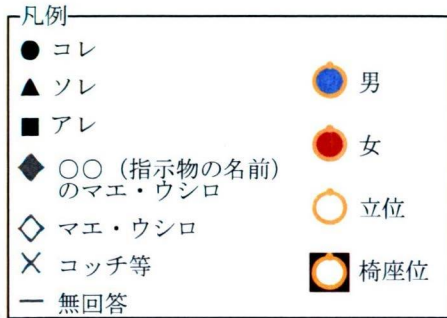 凡例
コレ
ソレ
アレ
○○（指示物の名前）
のマエ・ウシロ
マエ・ウシロ
コッチ等
無回答
男
女
立位
椅座位